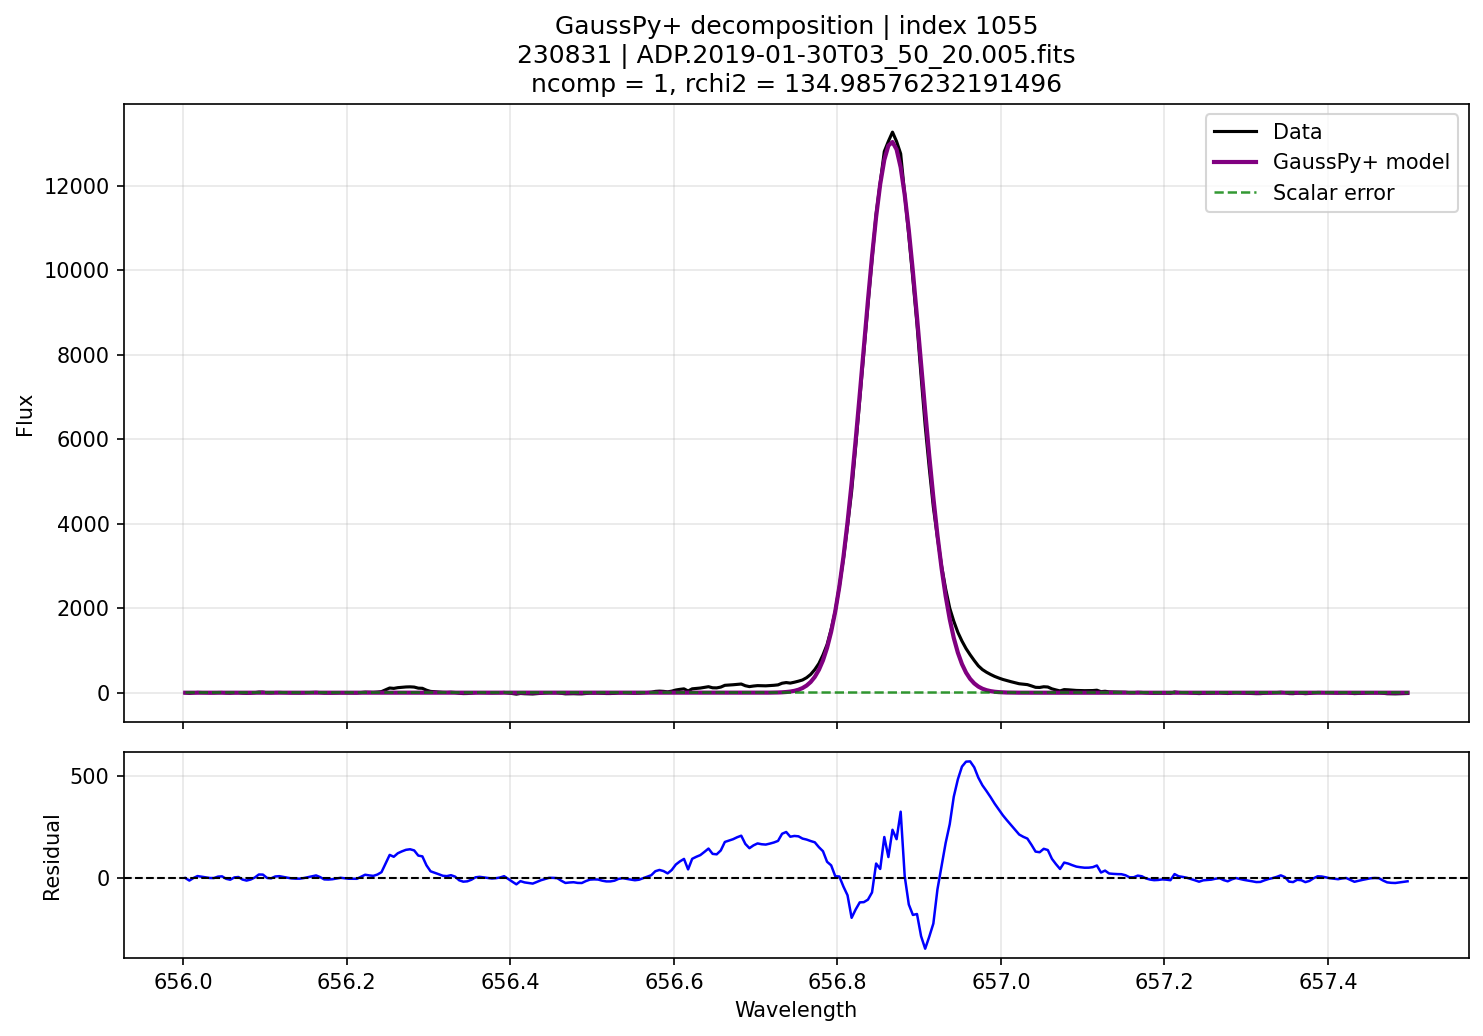 GaussPy+ decomposition | index 1055
230831 | ADP.2019-01-30T03_50_20.005.fits
ncomp = 1, rchi2 = 134.98576232191496
Data
GaussPy+ model
Scalar error
12000
10000
8000
6000
4000
2000
0
Flux
500
0
Residual
656.0 656.2 656.4 656.6 656.8 657.0 657.2 657.4
Wavelength